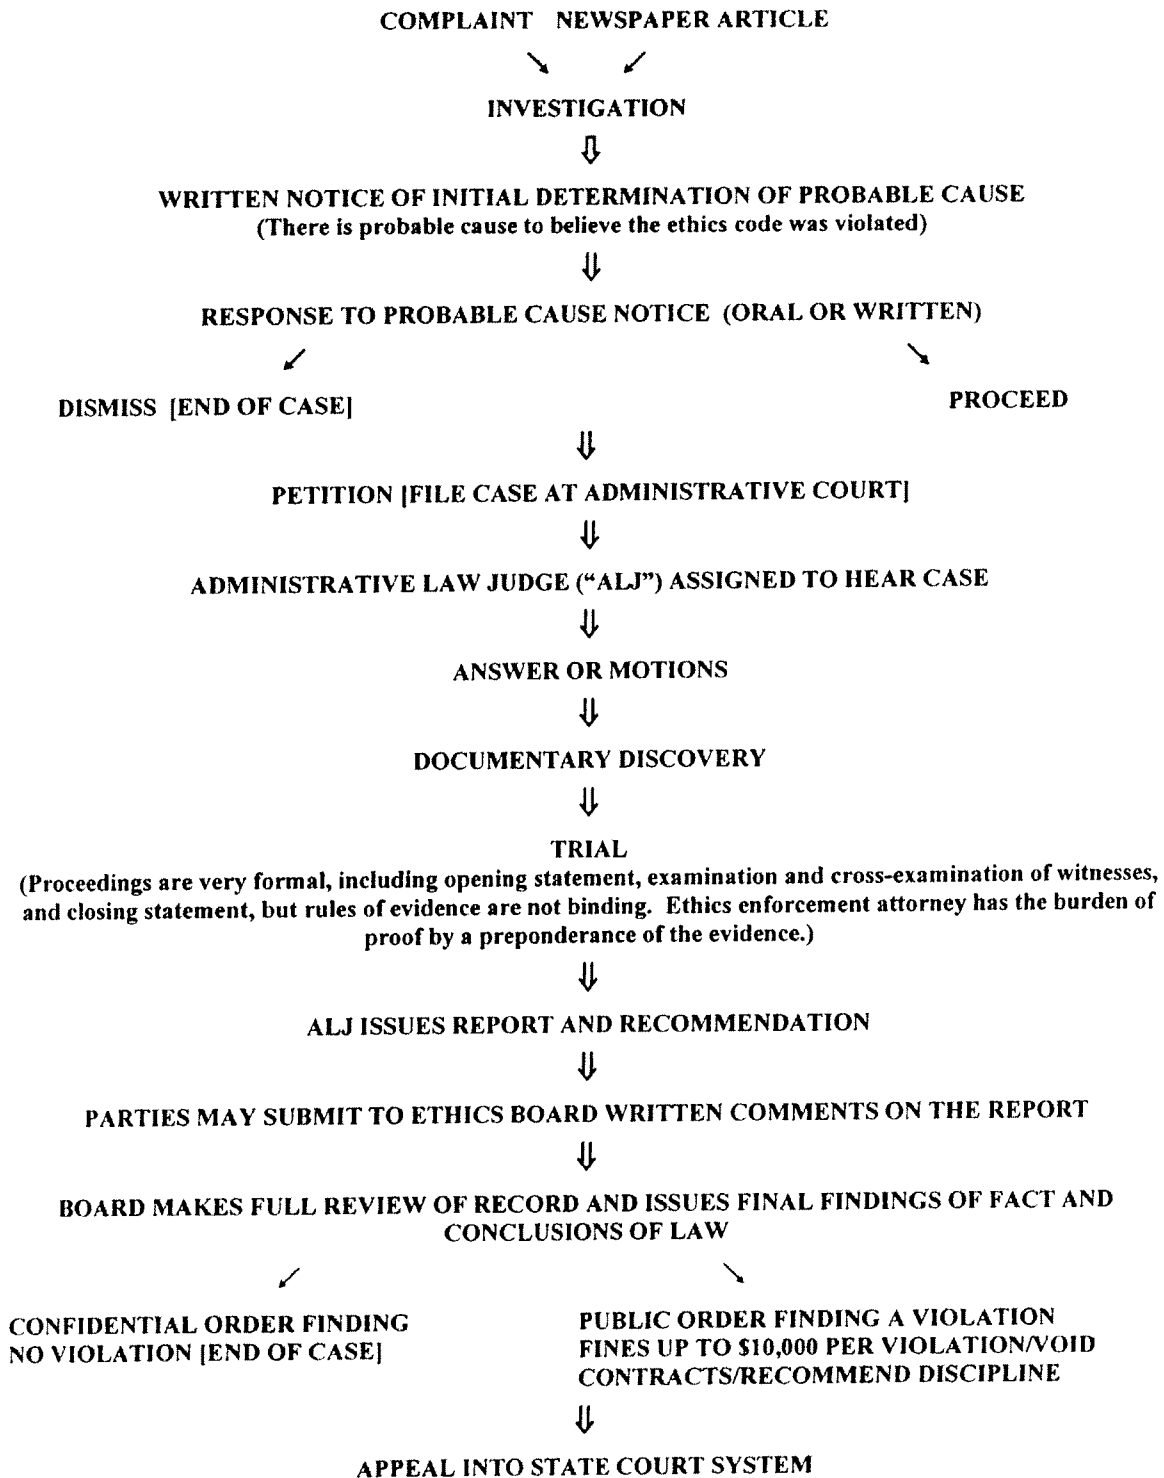 COMPLAINT NEWSPAPER ARTICLE
INVESTIGATION
WRITTEN NOTICE OF INITIAL DETERMINATION OF PROBABLE CAUSE
(There is probable cause to believe the ethics code was violated)
RESPONSE TO PROBABLE CAUSE NOTICE (ORAL OR WRITTEN)
DISMISS [END OF CASE]
PROCEED
PETITION [FILE CASE AT ADMINISTRATIVE COURT]
ADMINISTRATIVE LAW JUDGE (“ALJ”) ASSIGNED TO HEAR CASE
ANSWER OR MOTIONS
DOCUMENTARY DISCOVERY
TRIAL
(Proceedings are very formal, including opening statement, examination and cross-examination of witnesses,
and closing statement, but rules of evidence are not binding. Ethics enforcement attorney has the burden of
proof by a preponderance of the evidence.)
ALJ ISSUES REPORT AND RECOMMENDATION
PARTIES MAY SUBMIT TO ETHICS BOARD WRITTEN COMMENTS ON THE REPORT
BOARD MAKES FULL REVIEW OF RECORD AND ISSUES FINAL FINDINGS OF FACT AND
CONCLUSIONS OF LAW
CONFIDENTIAL ORDER FINDING
NO VIOLATION [END OF CASE]
PUBLIC ORDER FINDING A VIOLATION
FINES UP TO $10,000 PER VIOLATION/VOID
CONTRACTS/RECOMMEND DISCIPLINE
APPEAL INTO STATE COURT SYSTEM